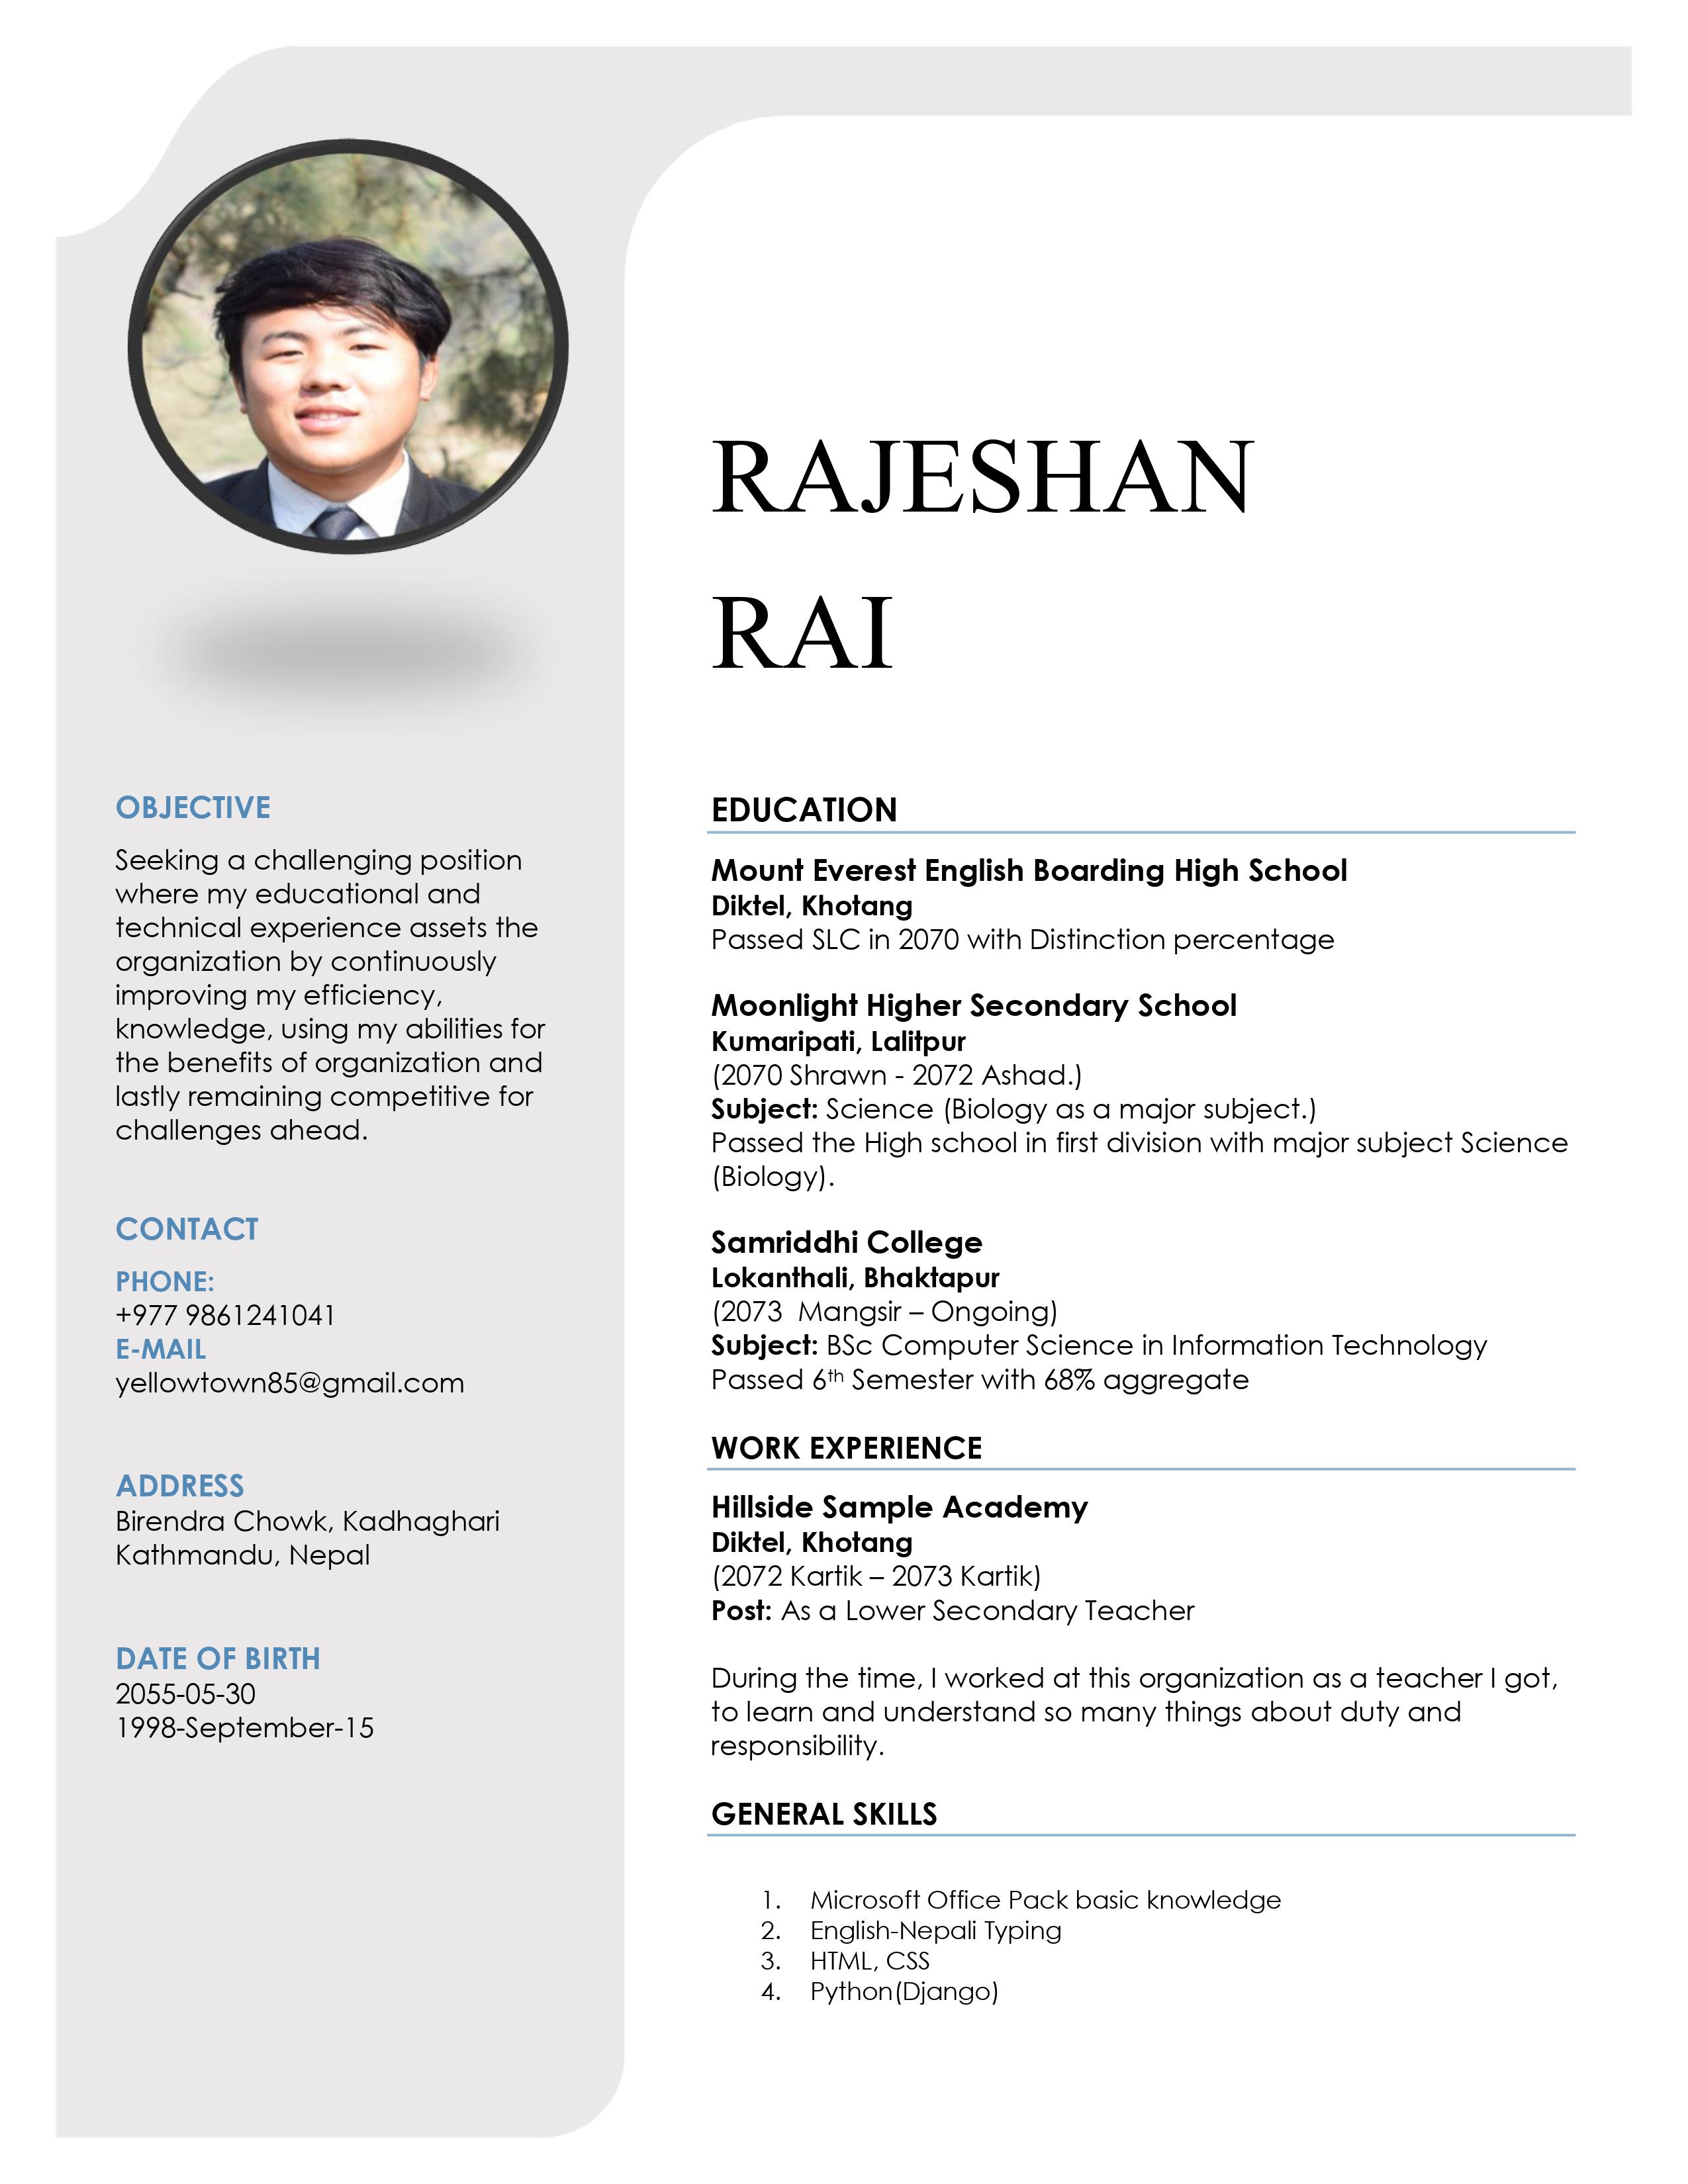 RAJESHAN
RAI
OBJECTIVE
Seeking a challenging position
where my educational and
technical experience assets the
organization by continuously
improving my efficiency,
knowledge, using my abilities for
the benefits of organization and
lastly remaining competitive for
challenges ahead.
CONTACT
PHONE:
+977 9861241041
E-MAIL
yellowtown85@gmail.com
ADDRESS
Birendra Chowk, Kadhaghari
Kathmandu, Nepal
DATE OF BIRTH
2055-05-30
1998-September-15
EDUCATION
Mount Everest English Boarding High School
Diktel, Khotang
Passed SLC in 2070 with Distinction percentage
Moonlight Higher Secondary School
Kumaripati, Lalitpur
(2070 Shrawn - 2072 Ashad.)
Subject: Science (Biology as a major subject.)
Passed the High school in first division with major subject Science
(Biology).
Samriddhi College
Lokanthali, Bhaktapur
(2073  Mangsir – Ongoing)
Subject: BSc Computer Science in Information Technology
Passed 6th Semester with 68% aggregate
WORK EXPERIENCE
Hillside Sample Academy
Diktel, Khotang
(2072 Kartik – 2073 Kartik)
Post: As a Lower Secondary Teacher
During the time, I worked at this organization as a teacher I got,
to learn and understand so many things about duty and
responsibility.
GENERAL SKILLS
1. Microsoft Office Pack basic knowledge
2. English-Nepali Typing
3. HTML, CSS
4. Python(Django)